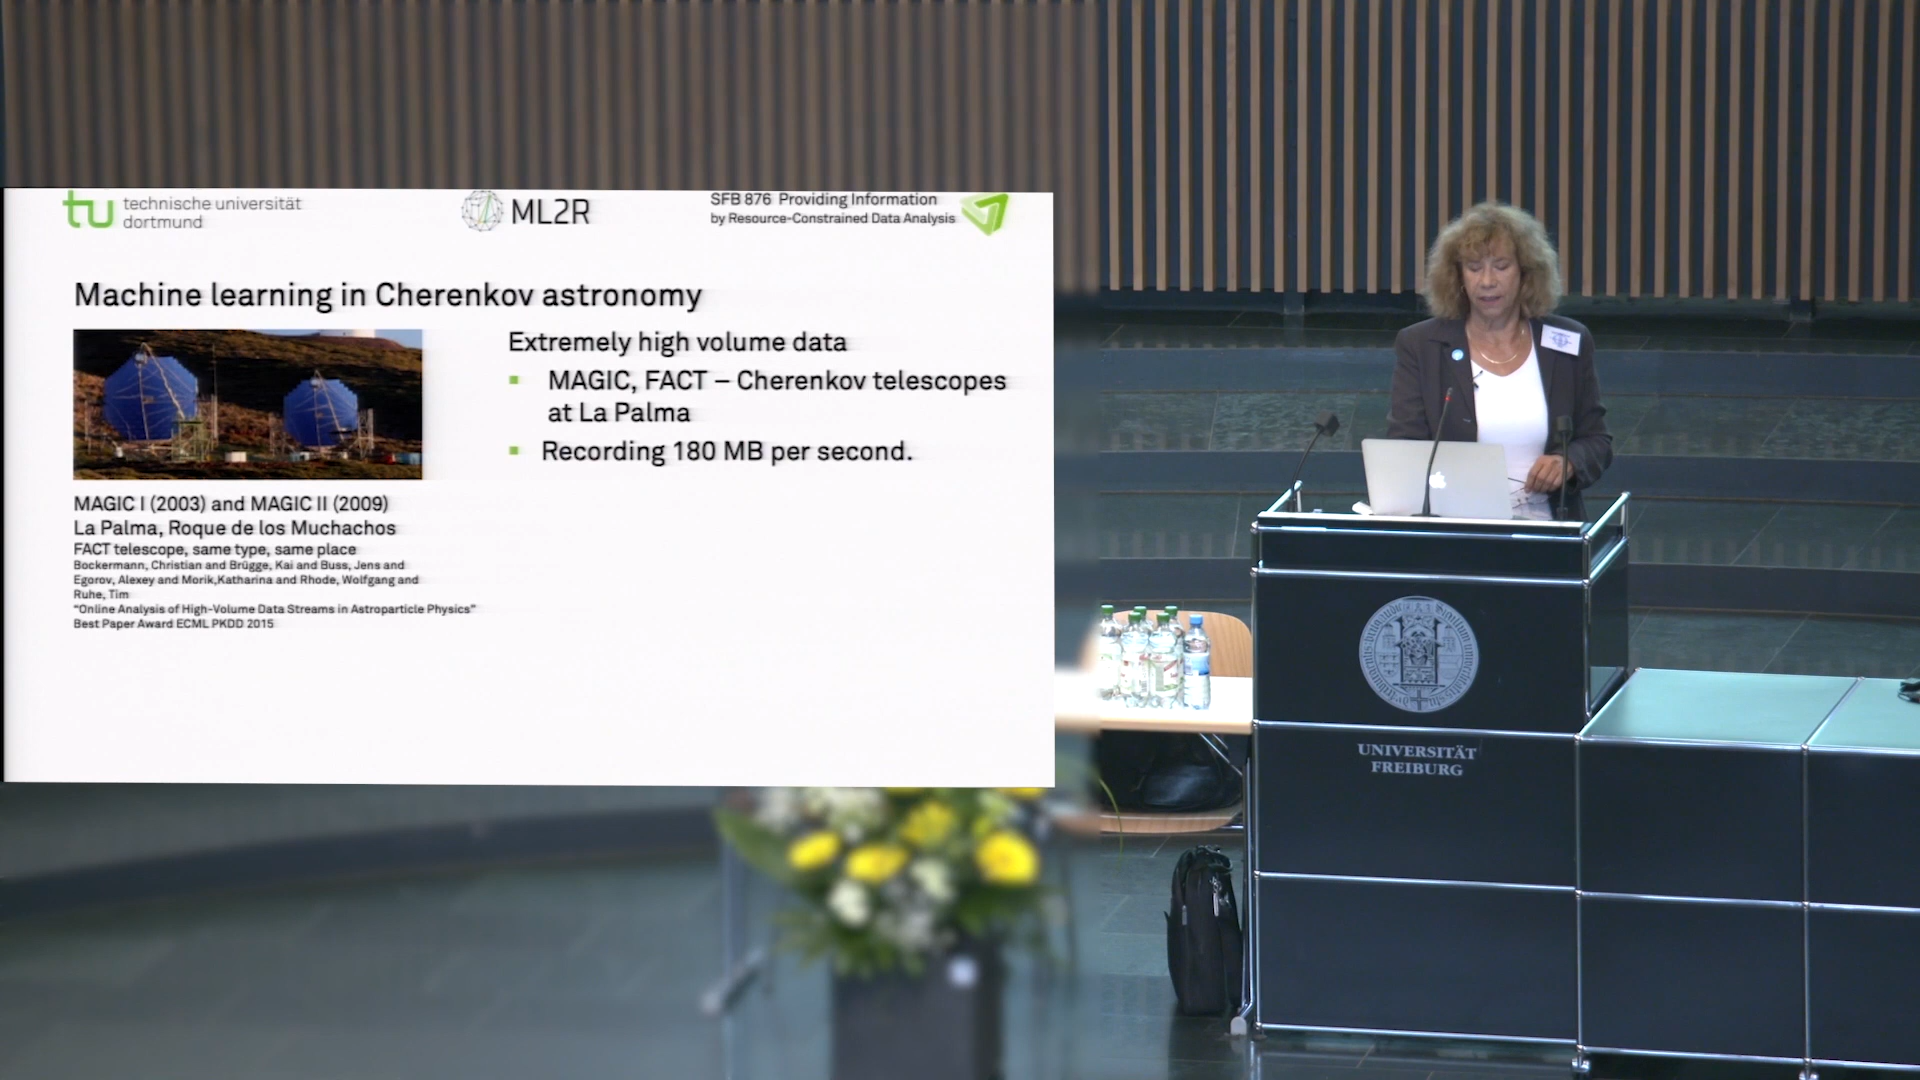 technische universität
dortmund
ML2R
SFB 876 Providing Information
by Resource-Constrained Data Analysis
Machine learning in Cherenkov astronomy
Extremely high volume data
MAGIC, FACT – Cherenkov telescopes
at La Palma
Recording 180 MB per second.
MAGIC I (2003) and MAGIC II (2009)
La Palma, Roque de los Muchachos
FACT telescope, same type, same place
Bockermann, Christian and Brügge, Kai and Buss, Jens and
Egorov, Alexey and Morik,Katharina and Rhode, Wolfgang and
Ruhe, Tim
“Online Analysis of High-Volume Data Streams in Astroparticle Physics”
Best Paper Award ECML PKDD 2015
UNIVERSITÄT
FREIBURG